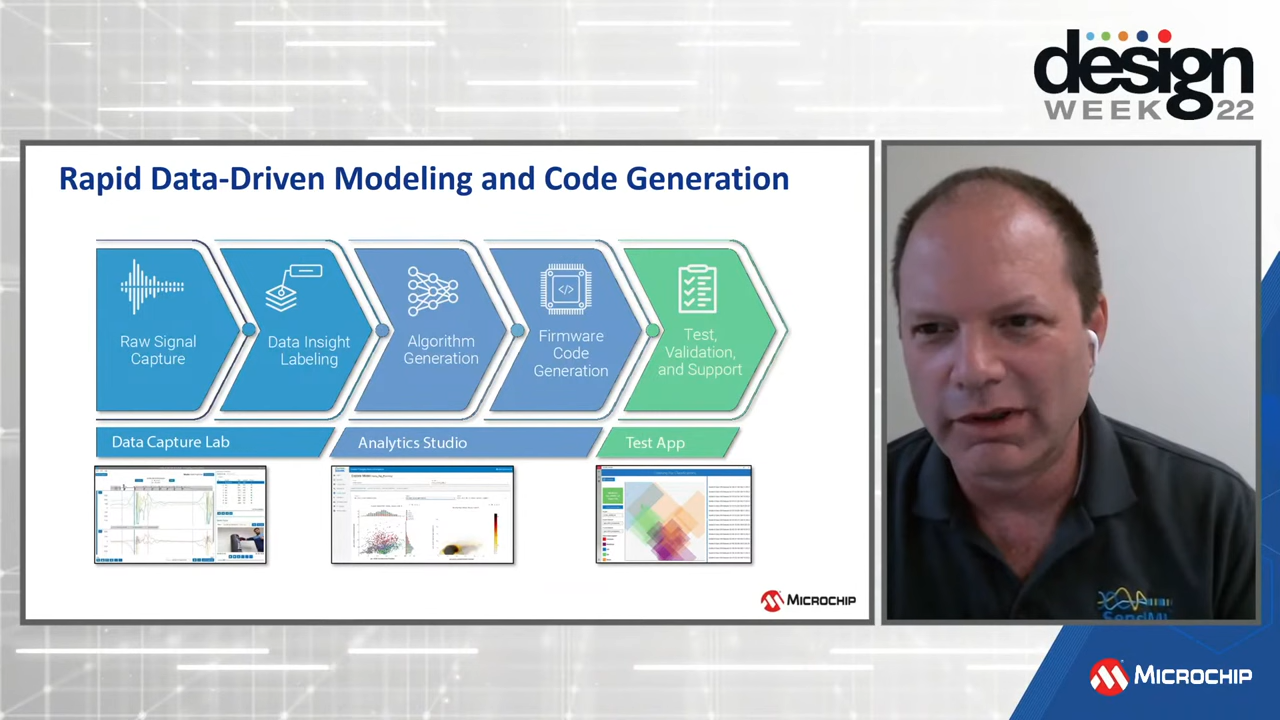 design
WEEK 22
Rapid Data-Driven Modeling and Code Generation
Raw Signal
Capture
Data Insight
Labeling
Algorithm
Generation
Firmware
Code
Generation
Test,
Validation,
and Support
Data Capture Lab
Analytics Studio
Test App
MICROCHIP
MICROCHIP